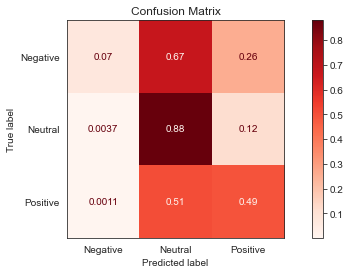 Confusion Matrix
Negative 0.07 0.67 0.26
Neutral 0.0037 0.88 0.12
Positive 0.0011 0.51 0.49
Negative Neutral Positive
Predicted label
True label
0.8
0.7
0.6
0.5
0.4
0.3
0.2
0.1